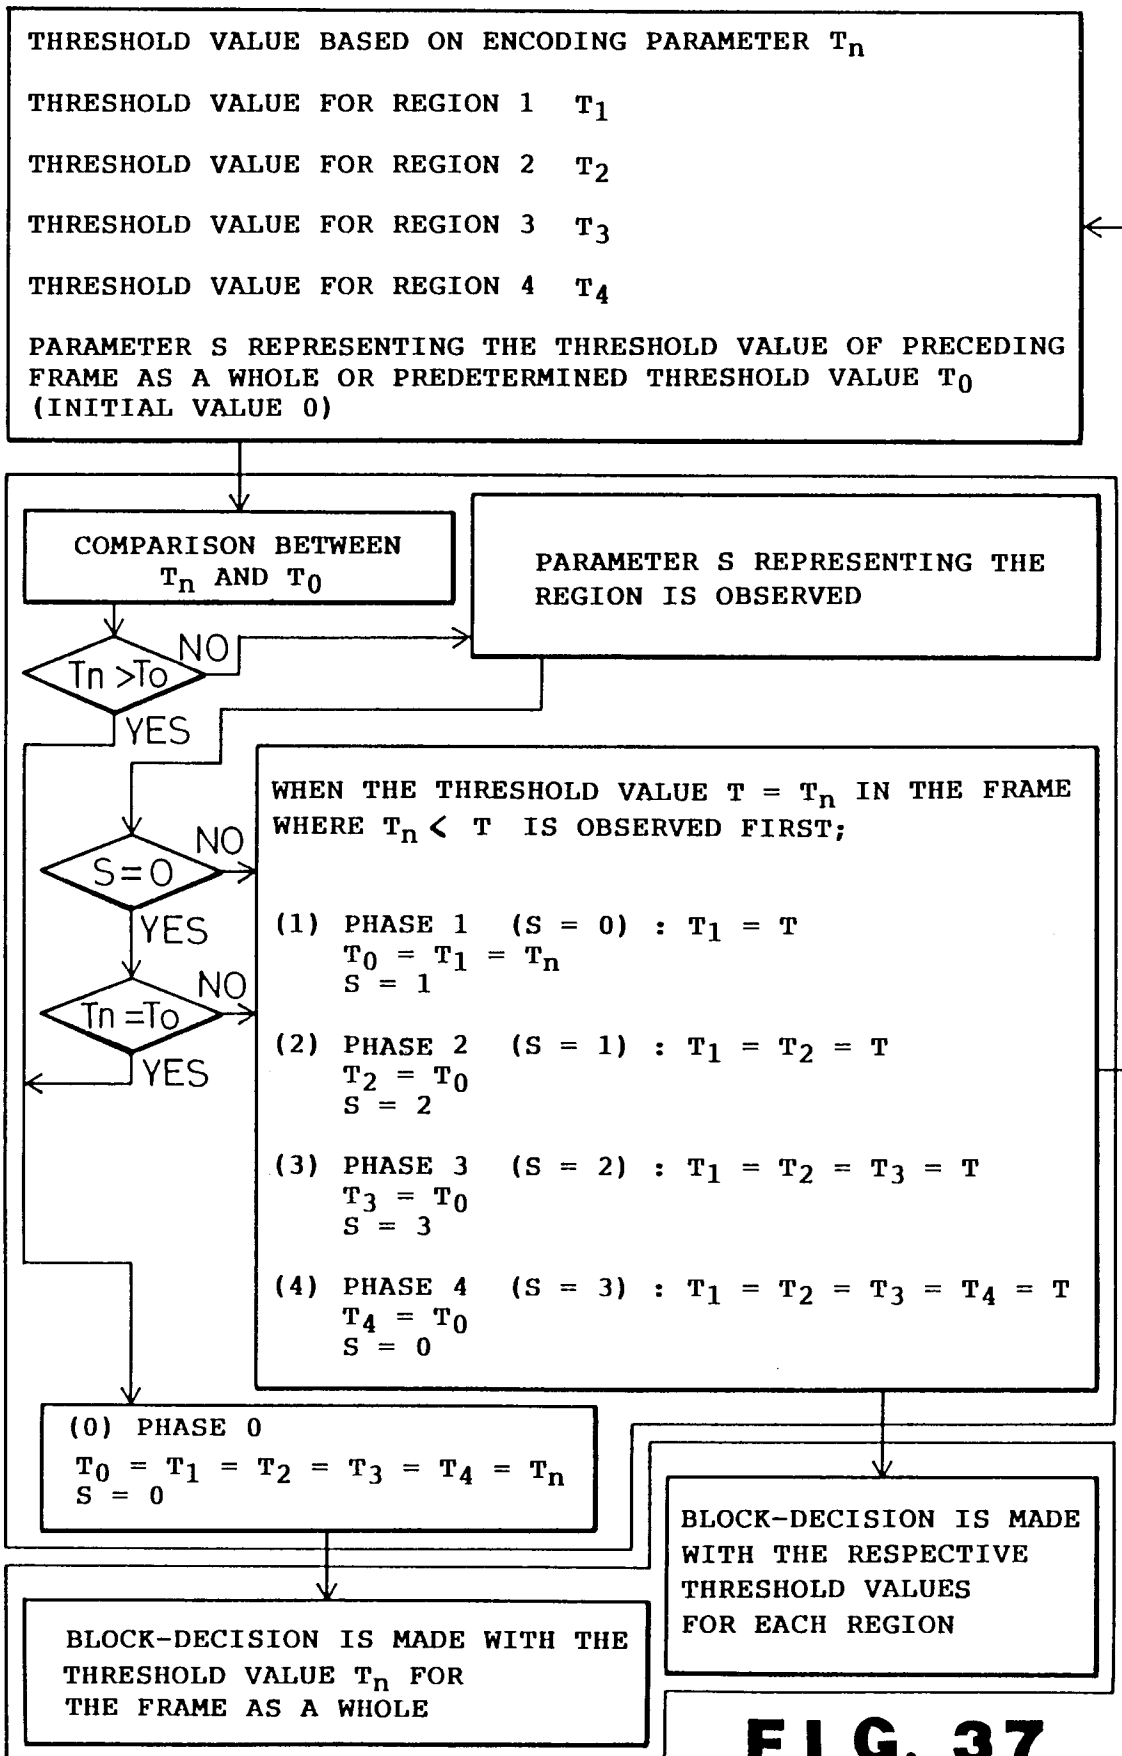 THRESHOLD VALUE BASED ON ENCODING PARAMETER Tn
THRESHOLD VALUE FOR REGION 1 T1
THRESHOLD VALUE FOR REGION 2 T2
THRESHOLD VALUE FOR REGION 3 T3
THRESHOLD VALUE FOR REGION 4 T4
PARAMETER S REPRESENTING THE THRESHOLD VALUE OF PRECEDING
FRAME AS A WHOLE OR PREDETERMINED THRESHOLD VALUE T0
(INITIAL VALUE 0)
COMPARISON BETWEEN
Tn AND T0
PARAMETER S REPRESENTING THE
REGION IS OBSERVED
Tn >To
NO
YES
WHEN THE THRESHOLD VALUE T = Tn IN THE FRAME
WHERE Tn < T IS OBSERVED FIRST;
S=0
NO
YES
(1) PHASE 1 (S = 0) : T1 = T
T0 = T1 = Tn
S = 1
Tn =To
NO
YES
(2) PHASE 2 (S = 1) : T1 = T2 = T
T2 = T0
S = 2
(3) PHASE 3 (S = 2) : T1 = T2 = T3 = T
T3 = T0
S = 3
(4) PHASE 4 (S = 3) : T1 = T2 = T3 = T4 = T
T4 = T0
S = 0
(0) PHASE 0
T0 = T1 = T2 = T3 = T4 = Tn
S = 0
BLOCK-DECISION IS MADE
WITH THE RESPECTIVE
THRESHOLD VALUES
FOR EACH REGION
BLOCK-DECISION IS MADE WITH THE
THRESHOLD VALUE Tn FOR
THE FRAME AS A WHOLE
FIG. 37